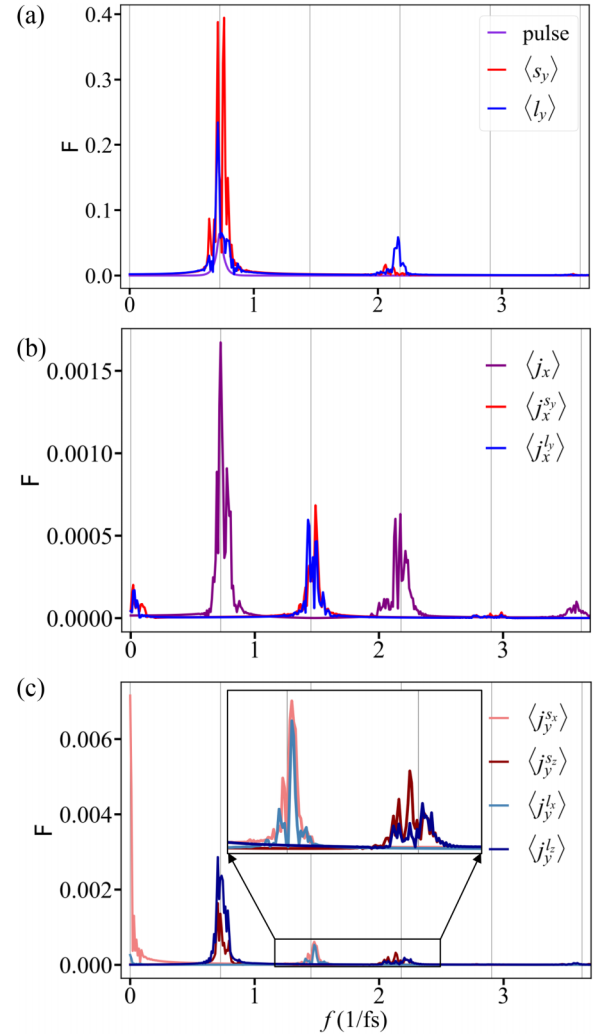 (a)
pulse
⟨s_y⟩
⟨l_y⟩
F
0.4
0.3
0.2
0.1
0.0
0 1 2 3
(b)
⟨j_x⟩
⟨j_x^{s_y}⟩
⟨j_x^{l_y}⟩
F
0.0015
0.0010
0.0005
0.0000
0 1 2 3
(c)
⟨j_y^{s_x}⟩
⟨j_y^{s_z}⟩
⟨j_y^{l_x}⟩
⟨j_y^{l_z}⟩
F
0.006
0.004
0.002
0.000
0 1 2 3
f (1/fs)